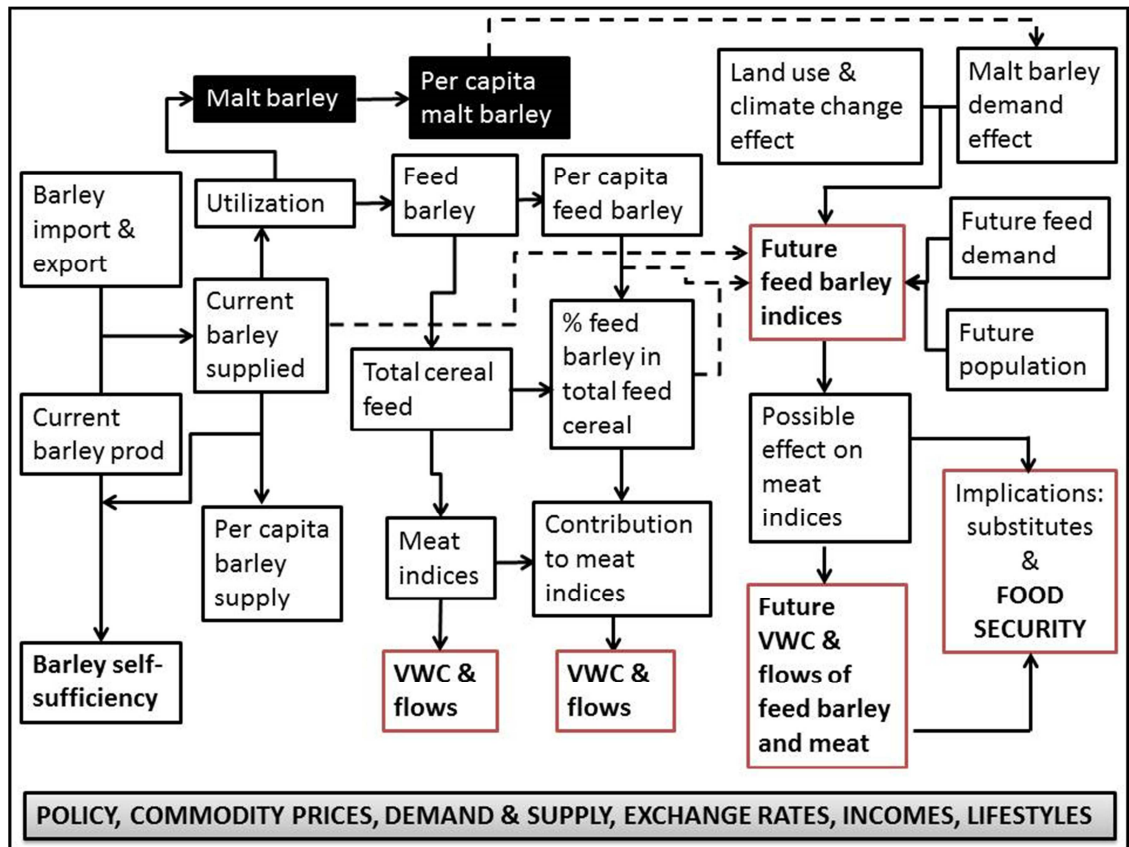 Malt barley
Per capita
malt barley
Land use &
climate change
effect
Malt barley
demand
effect
Barley
import &
export
Utilization
Feed
barley
Per capita
feed barley
Future
feed barley
indices
Future feed
demand
Current
barley
supplied
% feed
barley in
total feed
cereal
Future
population
Total cereal
feed
Current
barley prod
Possible
effect on
meat
indices
Implications:
substitutes
&
FOOD
SECURITY
Per capita
barley
supply
Meat
indices
Contribution
to meat
indices
Barley self-
sufficiency
VWC &
flows
VWC &
flows
Future
VWC &
flows of
feed barley
and meat
POLICY, COMMODITY PRICES, DEMAND & SUPPLY, EXCHANGE RATES, INCOMES, LIFESTYLES